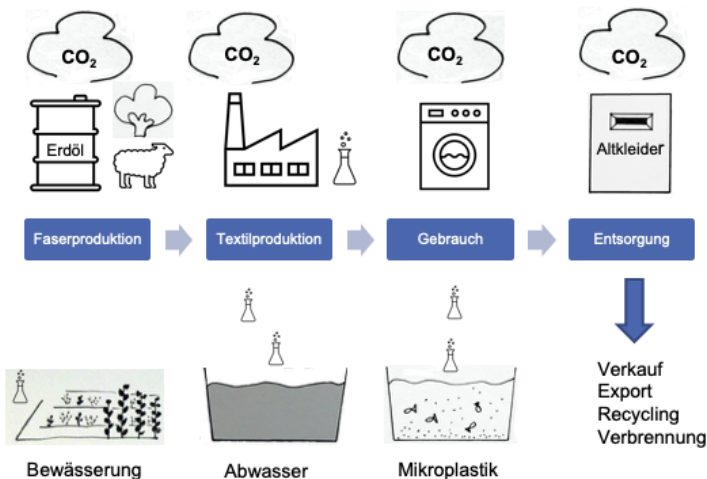 CO₂ CO₂ CO₂ CO₂
Erdöl
Altkleider
Faserproduktion Textilproduktion Gebrauch Entsorgung
Verkauf
Export
Recycling
Verbrennung
Bewässerung Abwasser Mikroplastik